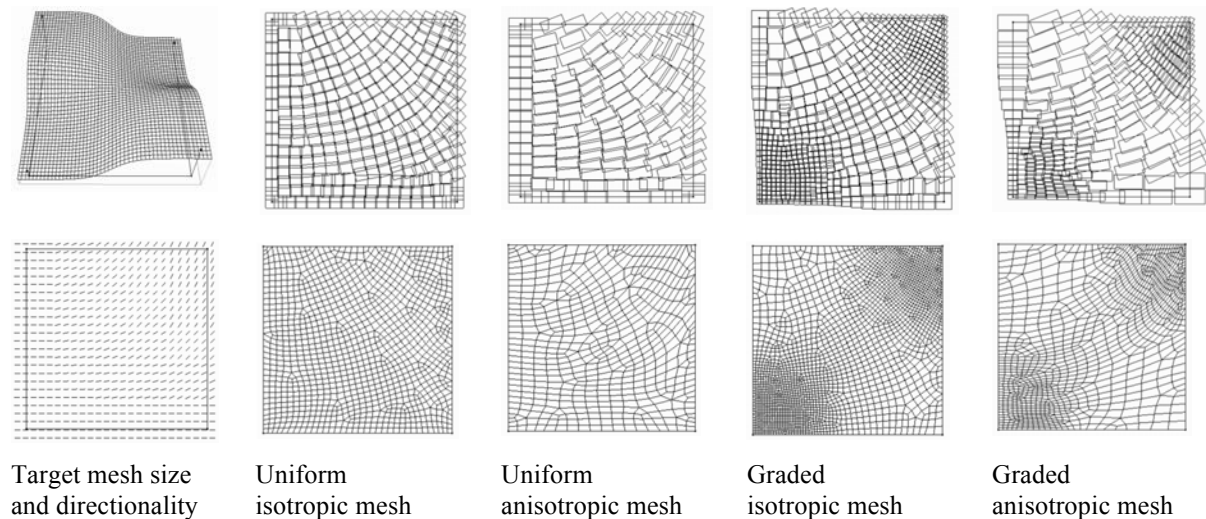 Target mesh size
and directionality
Uniform
isotropic mesh
Uniform
anisotropic mesh
Graded
isotropic mesh
Graded
anisotropic mesh